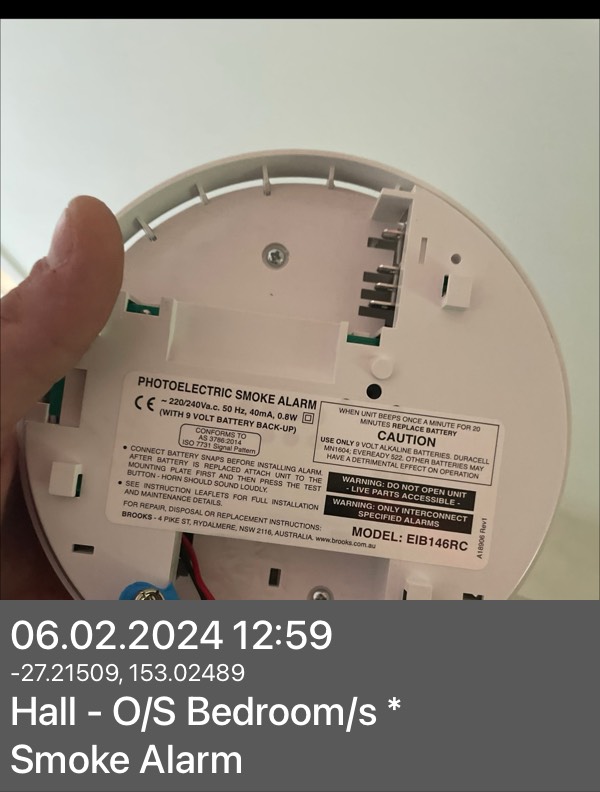 PHOTOELECTRIC SMOKE ALARM
CE ~ 220/240Va.c. 50 Hz, 40mA, 0.8W
(WITH 9 VOLT BATTERY BACK-UP)
CONFORMS TO
AS 3786:2014
ISO 7731 Signal Pattern
• CONNECT BATTERY SNAPS BEFORE INSTALLING ALARM.
AFTER BATTERY IS REPLACED ATTACH UNIT TO THE
MOUNTING PLATE FIRST AND THEN PRESS THE TEST
BUTTON - HORN SHOULD SOUND LOUDLY.
• SEE INSTRUCTION LEAFLETS FOR FULL INSTALLATION
AND MAINTENANCE DETAILS.
FOR REPAIR, DISPOSAL OR REPLACEMENT INSTRUCTIONS:
BROOKS - 4 PIKE ST, RYDALMERE, NSW 2116, AUSTRALIA. www.brooks.com.au
WHEN UNIT BEEPS ONCE A MINUTE FOR 20
MINUTES REPLACE BATTERY
CAUTION
USE ONLY 9 VOLT ALKALINE BATTERIES. DURACELL
MN1604; EVEREADY 522. OTHER BATTERIES MAY
HAVE A DETRIMENTAL EFFECT ON OPERATION
WARNING: DO NOT OPEN UNIT
- LIVE PARTS ACCESSIBLE -
WARNING: ONLY INTERCONNECT
SPECIFIED ALARMS
MODEL: EIB146RC
A18906 Rev1
06.02.2024 12:59
-27.21509, 153.02489
Hall - O/S Bedroom/s *
Smoke Alarm